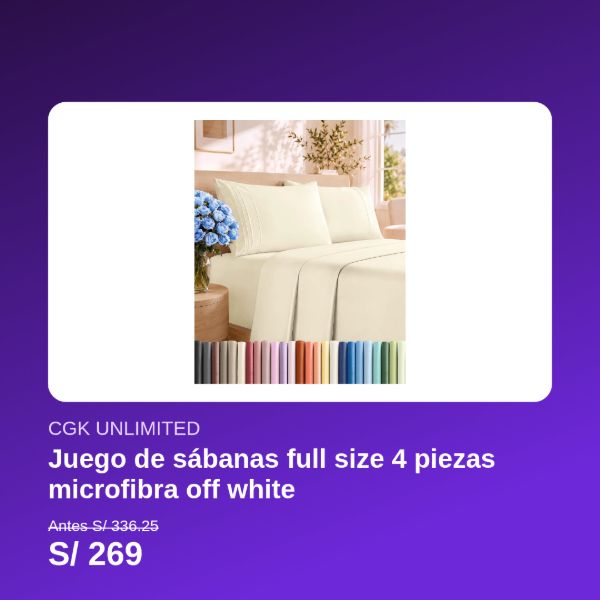 CGK UNLIMITED
Juego de sábanas full size 4 piezas
microfibra off white
Antes S/ 336.25
S/ 269